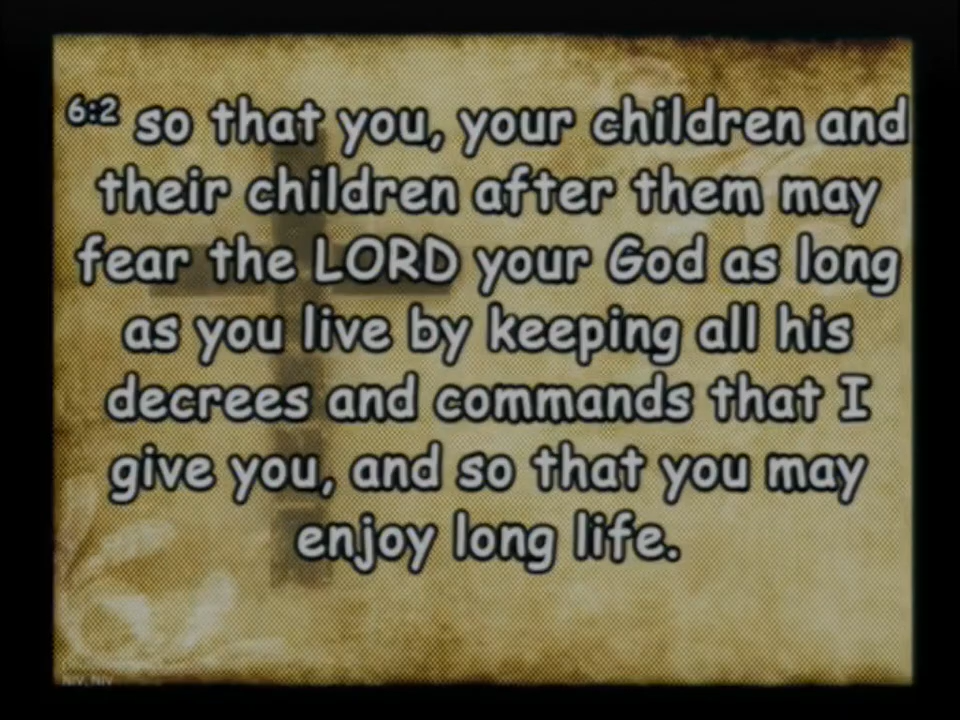 6:2 so that you, your children and
their children after them may
fear the LORD your God as long
as you live by keeping all his
decrees and commands that I
give you, and so that you may
enjoy long life.
NIV, NIV